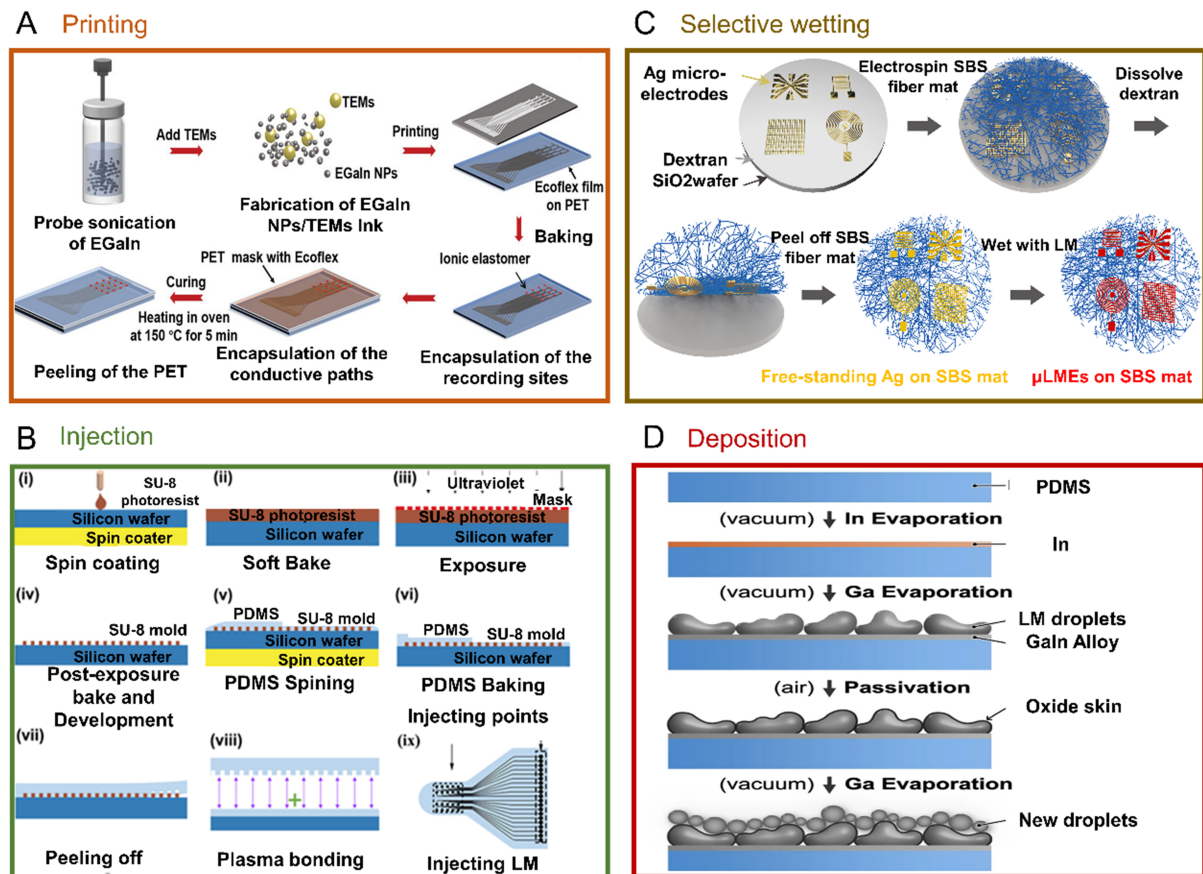 A Printing
TEMs
Add TEMs
Printing
EGaIn NPs
Ecoflex film
on PET
Probe sonication
of EGaIn
Fabrication of EGaIn
NPs/TEMs Ink
Baking
PET mask with Ecoflex
Ionic elastomer
Curing
Heating in oven
at 150 °C for 5 min
Peeling of the PET
Encapsulation of the
conductive paths
Encapsulation of the
recording sites
B Injection
(i)
SU-8
photoresist
Silicon wafer
Spin coater
Spin coating
(ii)
SU-8 photoresist
Silicon wafer
Soft Bake
(iii)
Ultraviolet
Mask
SU-8 photoresist
Silicon wafer
Exposure
(iv)
SU-8 mold
Silicon wafer
Post-exposure
bake and
Development
(v)
PDMS
SU-8 mold
Silicon wafer
Spin coater
PDMS Spining
(vi)
PDMS
SU-8 mold
Silicon wafer
PDMS Baking
Injecting points
(vii)
Peeling off
(viii)
+
Plasma bonding
(ix)
Injecting LM
C Selective wetting
Ag micro-
electrodes
Electrospin SBS
fiber mat
Dissolve
dextran
Dextran
SiO2wafer
Peel off SBS
fiber mat
Wet with LM
Free-standing Ag on SBS mat
μLMEs on SBS mat
D Deposition
PDMS
(vacuum) In Evaporation
In
(vacuum) Ga Evaporation
LM droplets
GaIn Alloy
(air) Passivation
Oxide skin
(vacuum) Ga Evaporation
New droplets